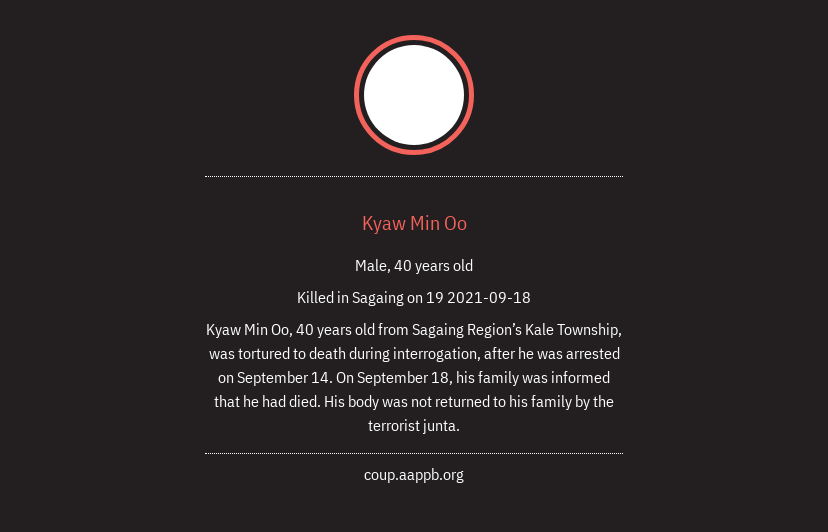 Kyaw Min Oo
Male, 40 years old
Killed in Sagaing on 19 2021-09-18
Kyaw Min Oo, 40 years old from Sagaing Region’s Kale Township,
was tortured to death during interrogation, after he was arrested
on September 14. On September 18, his family was informed
that he had died. His body was not returned to his family by the
terrorist junta.
coup.aappb.org